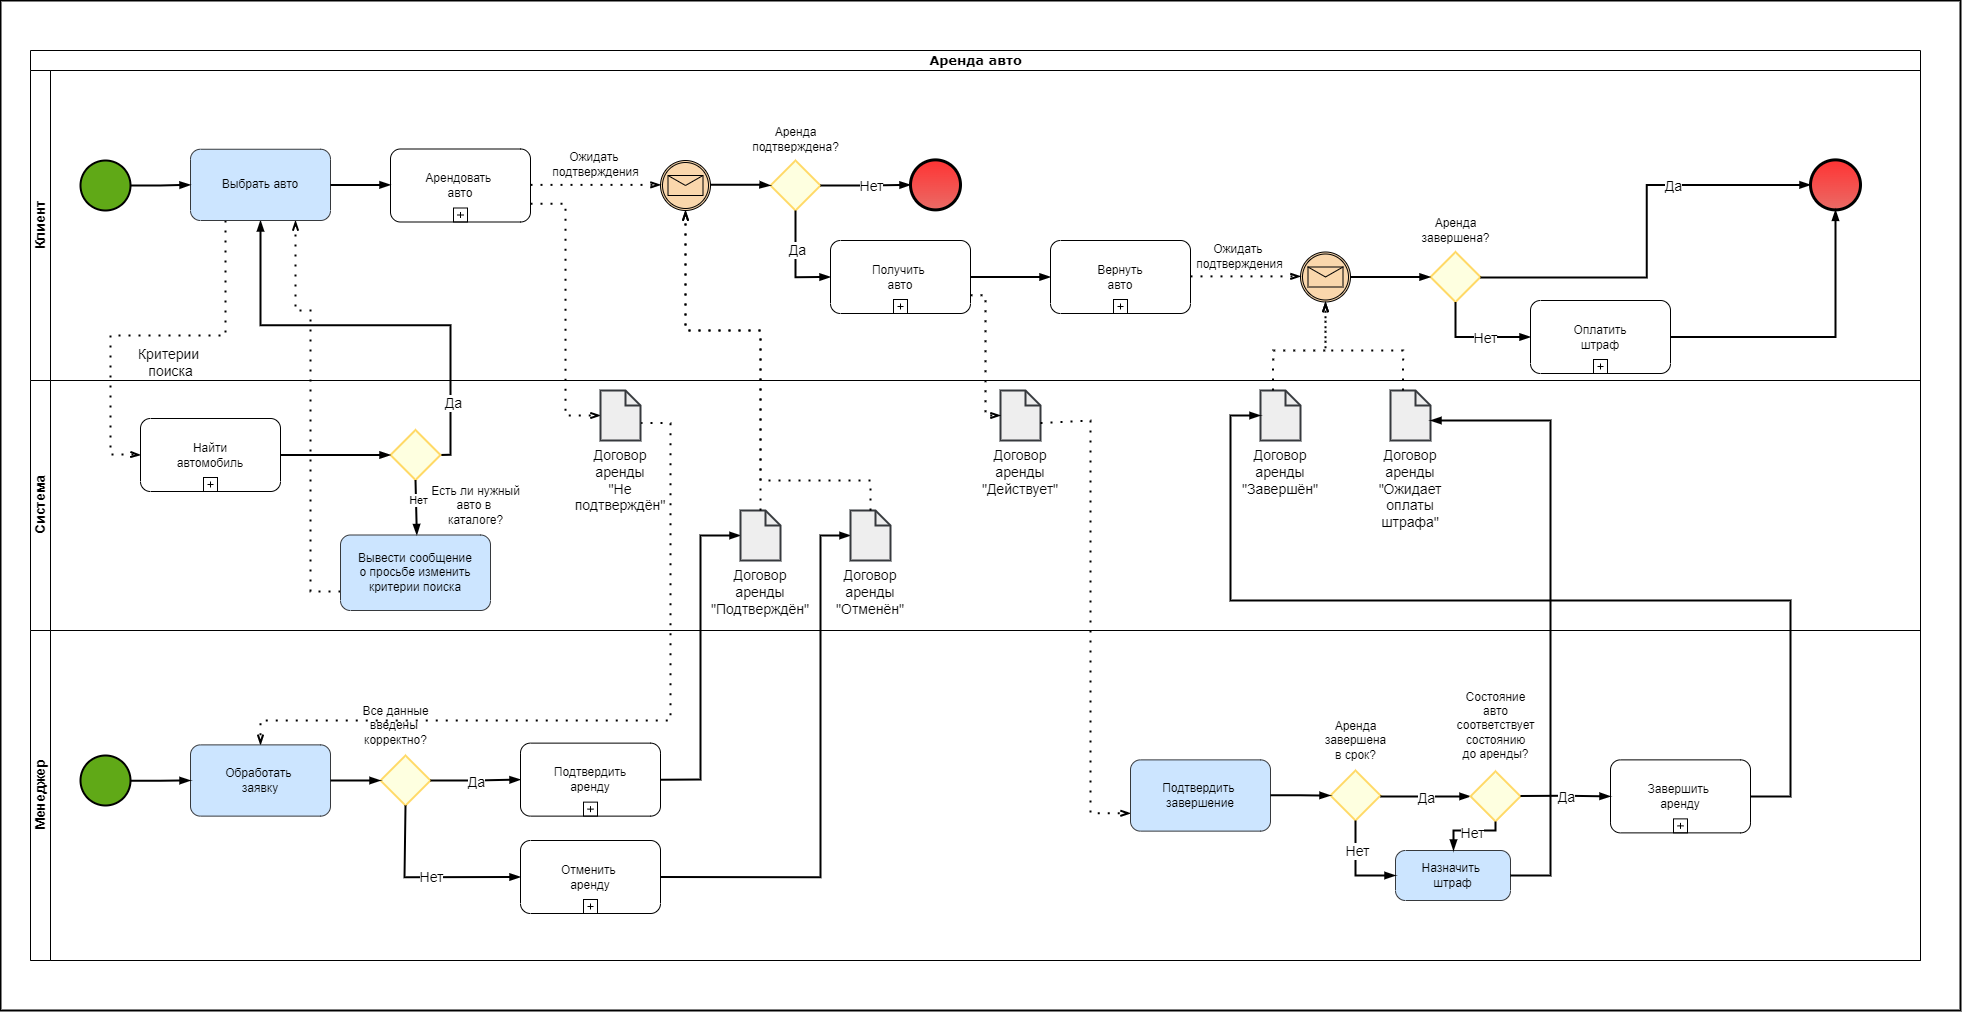 Аренда авто
Клиент
Выбрать авто
Арендовать
авто
Ожидать
подтверждения
Аренда
подтверждена?
Нет
Да
Получить
авто
Вернуть
авто
Ожидать
подтверждения
Аренда
завершена?
Да
Нет
Оплатить
штраф
Критерии
поиска
Система
Найти
автомобиль
Да
Нет
Есть ли нужный
авто в
каталоге?
Вывести сообщение
о просьбе изменить
критерии поиска
Договор
аренды
"Не
подтверждён"
Договор
аренды
"Подтверждён"
Договор
аренды
"Отменён"
Договор
аренды
"Действует"
Договор
аренды
"Завершён"
Договор
аренды
"Ожидает
оплаты
штрафа"
Менеджер
Обработать
заявку
Все данные
введены
корректно?
Да
Нет
Подтвердить
аренду
Отменить
аренду
Подтвердить
завершение
Аренда
завершена
в срок?
Да
Нет
Состояние
авто
соответствует
состоянию
до аренды?
Да
Нет
Назначить
штраф
Завершить
аренду